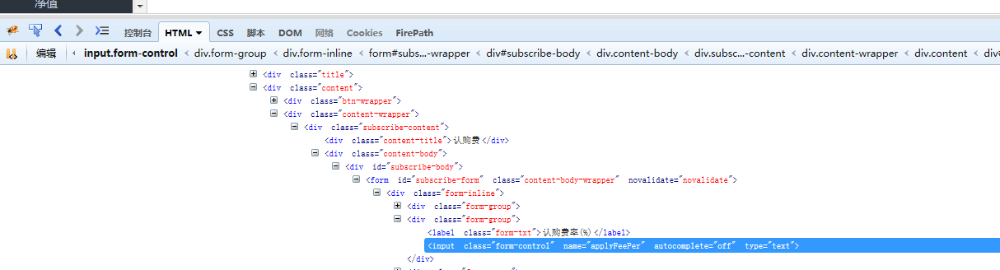 净值
控制台 HTML CSS 脚本 DOM 网络 Cookies FirePath
编辑 input.form-control < div.form-group < div.form-inline < form#subs...-wrapper < div#subscribe-body < div.content-body < div.subsc...-content < div.content-wrapper < div.content < div#
<div class="title">
<div class="content">
<div class="btn-wrapper">
<div class="content-wrapper">
<div class="subscribe-content">
<div class="content-title">认购费</div>
<div class="content-body">
<div id="subscribe-body">
<form id="subscribe-form" class="content-body-wrapper" novalidate="novalidate">
<div class="form-inline">
<div class="form-group">
<div class="form-group">
<label class="form-txt">认购费率(%)</label>
<input class="form-control" name="applyFeePer" autocomplete="off" type="text">
</div>